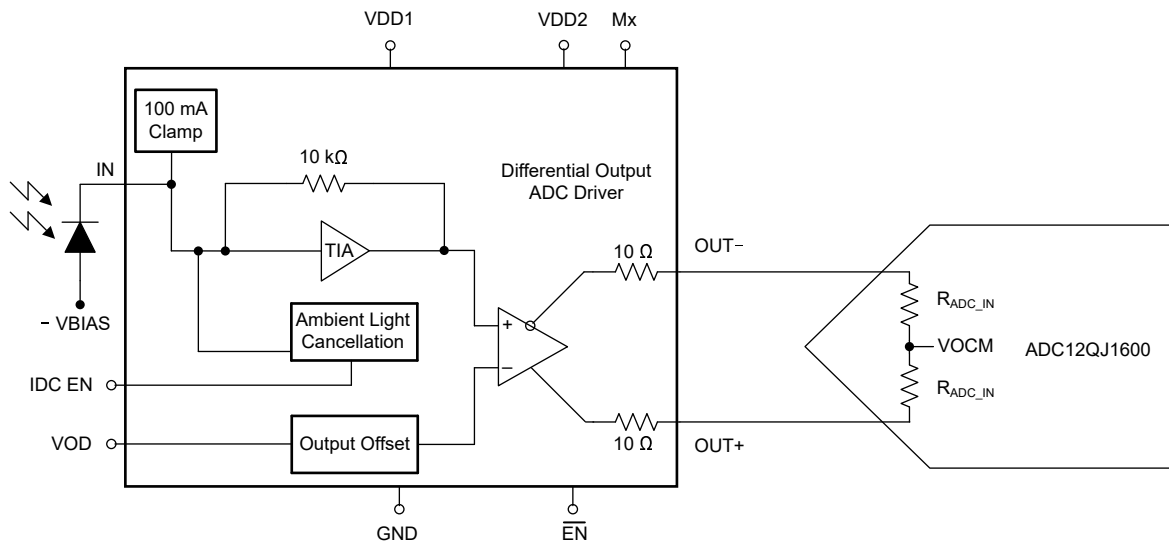 VDD1
VDD2
Mx
100 mA
Clamp
IN
10 kΩ
Differential Output
ADC Driver
TIA
10 Ω
OUT−
− VBIAS
Ambient Light
Cancellation
+
−
RADC_IN
VOCM
ADC12QJ1600
RADC_IN
IDC EN
VOD
Output Offset
10 Ω
OUT+
GND
EN